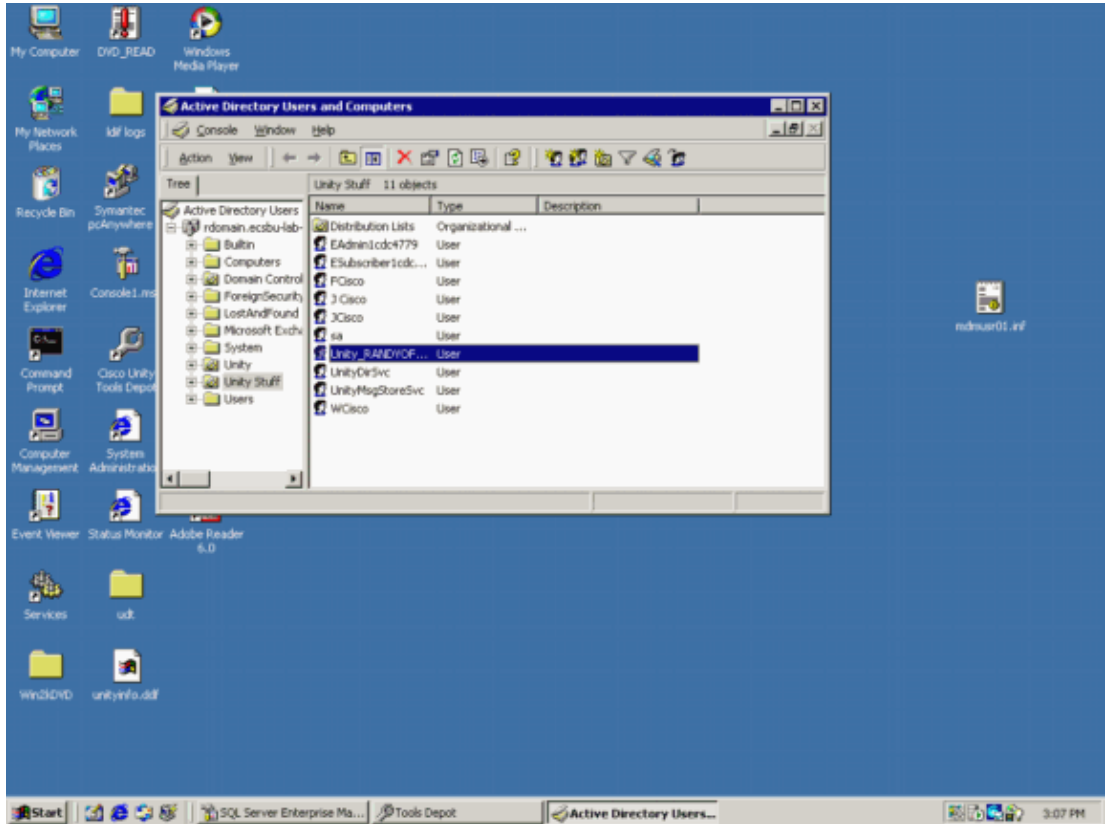 My Computer
DVD_READ
Windows
Media Player
My Network
Places
ldif logs
Recycle Bin
Symantec
pcAnywhere
Internet
Explorer
Console1.ms
Command
Prompt
Cisco Unity
Tools Depot
Computer
Management
System
Administratio
Event Viewer
Status Monitor
Adobe Reader
6.0
Services
udt
Win2kDVD
unityinfo.ddf
mdmusr01.inf
Active Directory Users and Computers
Console Window Help
Action View
Tree
Unity Stuff 11 objects
Active Directory Users
rdomain.ecsbu-lab-
Builtin
Computers
Domain Control
ForeignSecurity
LostAndFound
Microsoft Excha
System
Unity
Unity Stuff
Users
Name Type Description
Distribution Lists Organizational ...
EAdmin1cdc4779 User
ESubscriber1cdc... User
FCisco User
J Cisco User
JCisco User
sa User
Unity_RANDYOF... User
UnityDirSvc User
UnityMsgStoreSvc User
WCisco User
Start
SQL Server Enterprise Ma...
Tools Depot
Active Directory Users...
3:07 PM